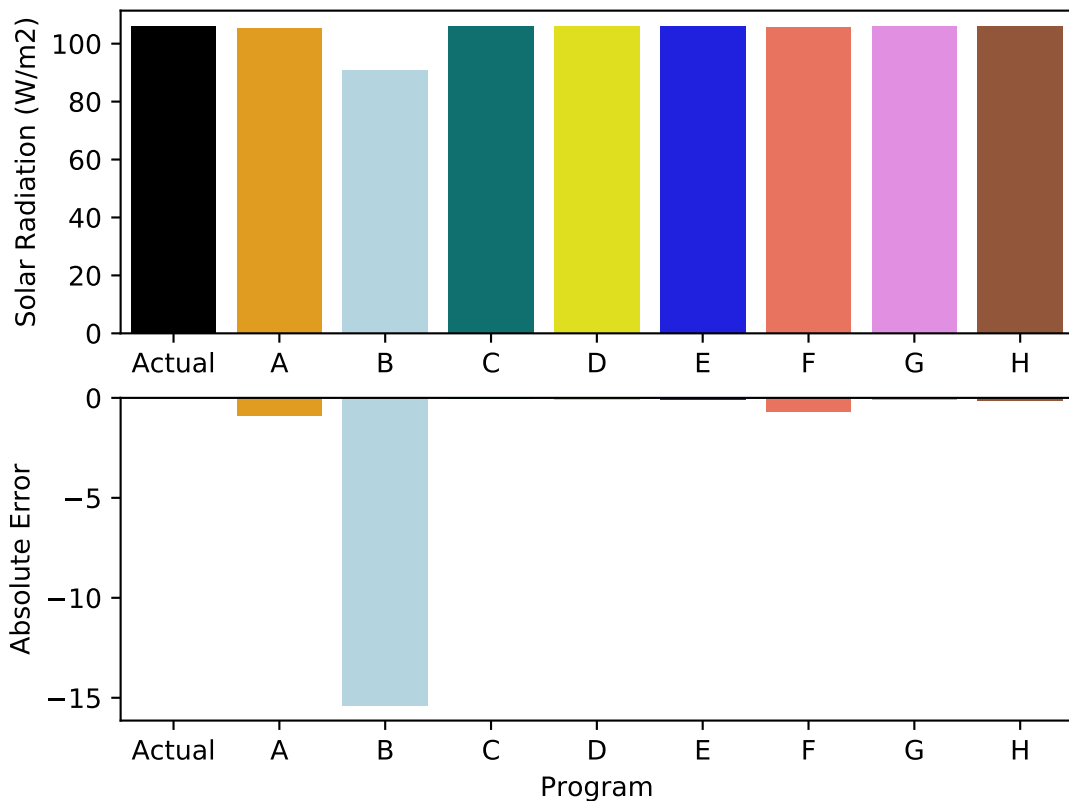 Solar Radiation (W/m2)
100
80
60
40
20
0
Actual A B C D E F G H
Absolute Error
0
−5
−10
−15
Actual A B C D E F G H
Program